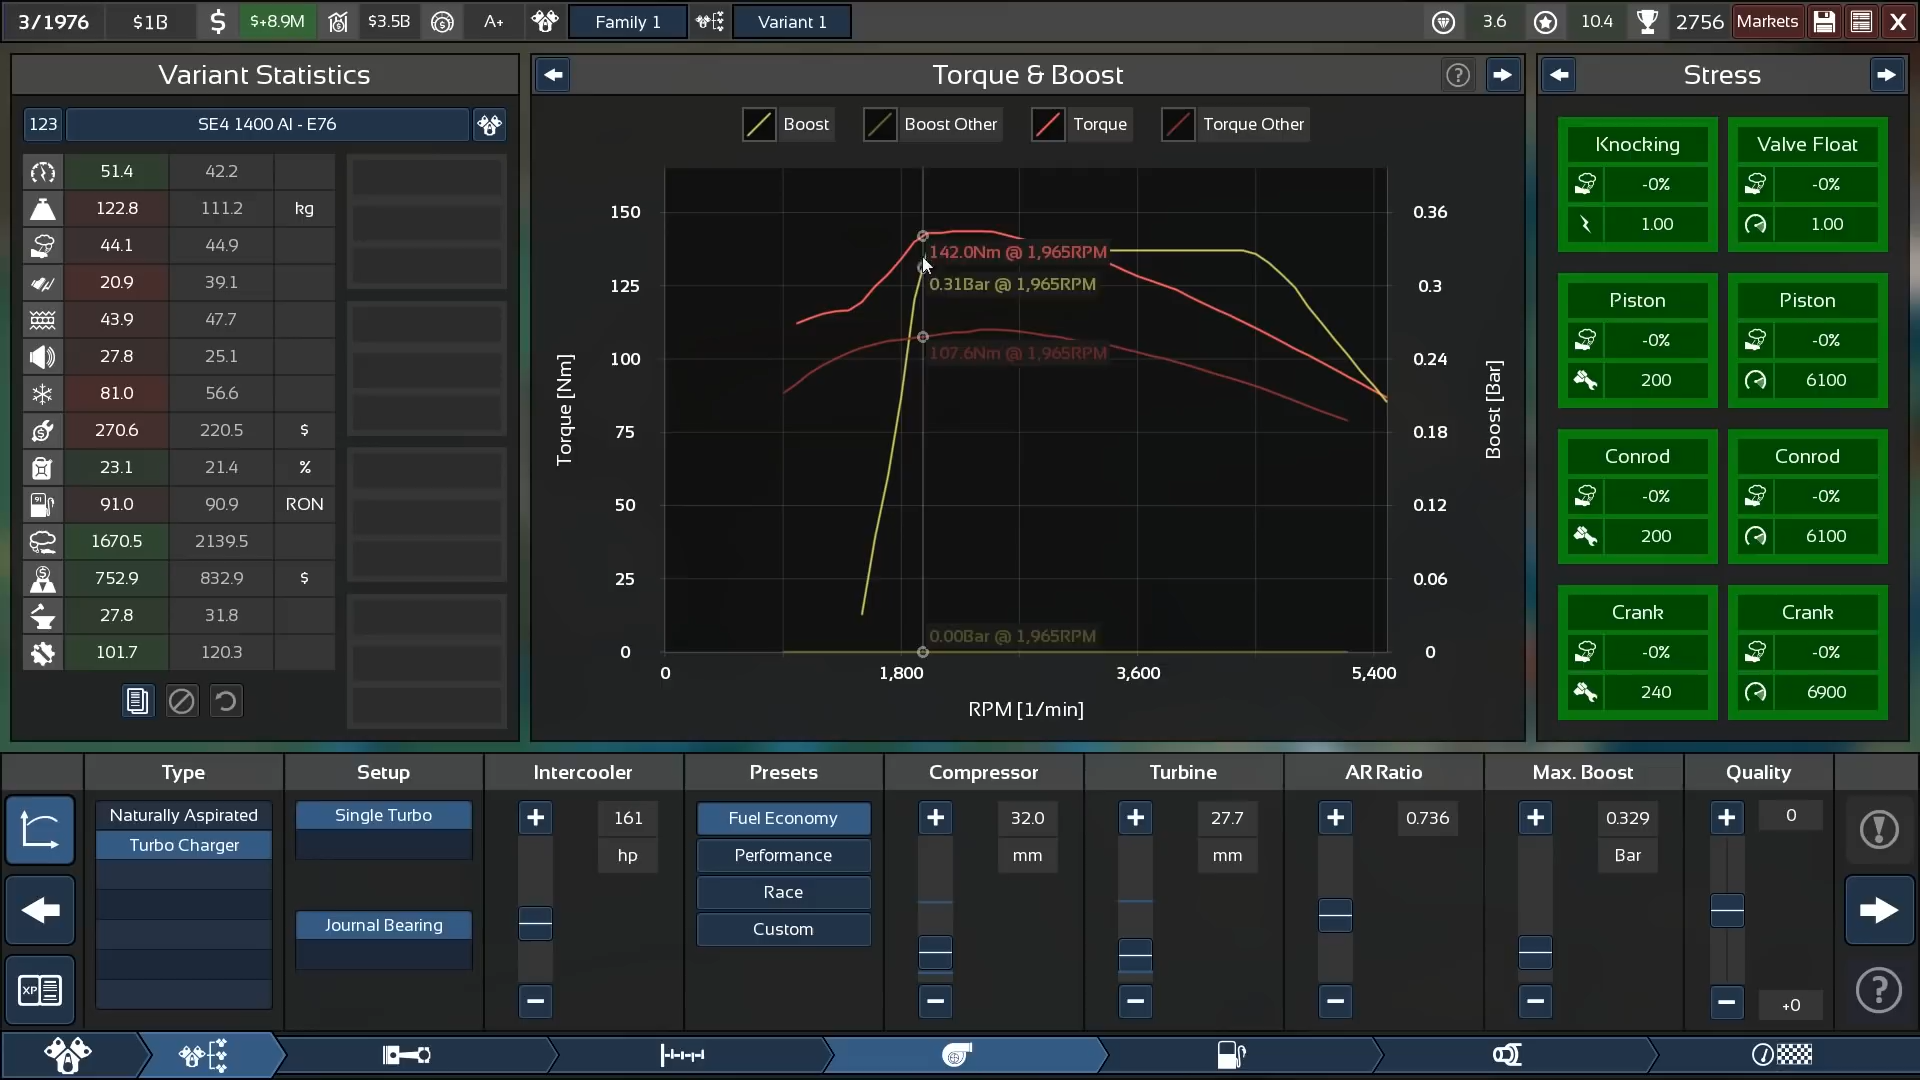 3/1976 $1B $+8.9M $3.5B A+ Family 1 Variant 1 3.6 10.4 2756 Markets X
Variant Statistics
123 SE4 1400 AI - E76
51.4 42.2
122.8 111.2 kg
44.1 44.9
20.9 39.1
43.9 47.7
27.8 25.1
81.0 56.6
270.6 220.5 $
23.1 21.4 %
91.0 90.9 RON
1670.5 2139.5
752.9 832.9 $
27.8 31.8
101.7 120.3
Torque & Boost ?
Boost Boost Other Torque Torque Other
150 0.36
125 0.3
100 0.24
75 0.18
50 0.12
25 0.06
0 0
142.0Nm @ 1,965RPM
0.31Bar @ 1,965RPM
107.6Nm @ 1,965RPM
0.00Bar @ 1,965RPM
Torque [Nm]
Boost [Bar]
0 1,800 3,600 5,400
RPM [1/min]
Stress
Knocking Valve Float
-0% -0%
1.00 1.00
Piston Piston
-0% -0%
200 6100
Conrod Conrod
-0% -0%
200 6100
Crank Crank
-0% -0%
240 6900
Type Setup Intercooler Presets Compressor Turbine AR Ratio Max. Boost Quality
Naturally Aspirated
Turbo Charger
Single Turbo
Journal Bearing
+ 161
hp
−
Fuel Economy
Performance
Race
Custom
+ 32.0
mm
−
+ 27.7
mm
−
+ 0.736
−
+ 0.329
Bar
−
+ 0
− +0
XP
!
?